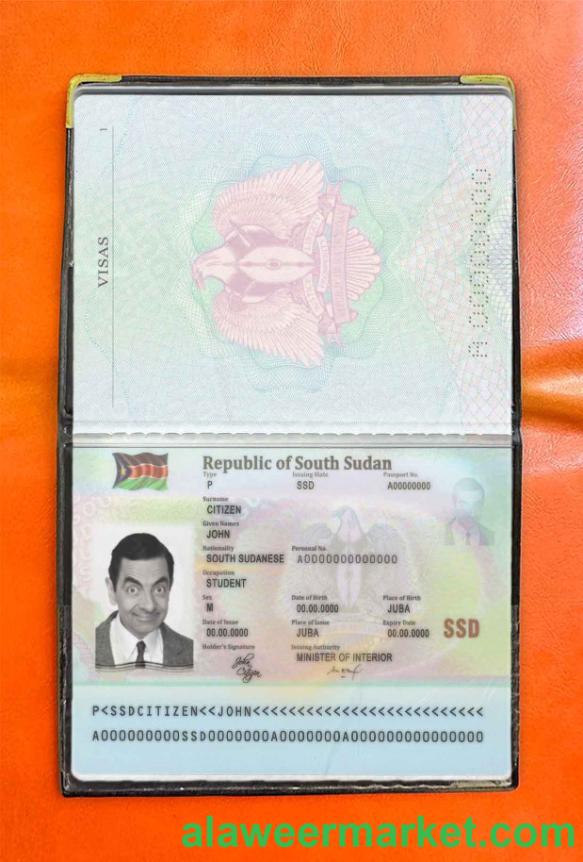 VISAS
1
A 00000000
Republic of South Sudan
Type Issuing State Passport No.
P SSD A00000000
Surname
CITIZEN
Given Names
JOHN
Nationality Personal No.
SOUTH SUDANESE A0000000000000
Occupation
STUDENT
Sex Date of Birth Place of Birth
M 00.00.0000 JUBA
Date of Issue Place of Issue Expiry Date
00.00.0000 JUBA 00.00.0000
SSD
Holder's Signature Issuing Authority
John
Citizen
MINISTER OF INTERIOR
P<SSDCITIZEN<<JOHN<<<<<<<<<<<<<<<<<<<<<<<<<<
A000000000SSD0000000A0000000A000000000000000
alaweermarket.com